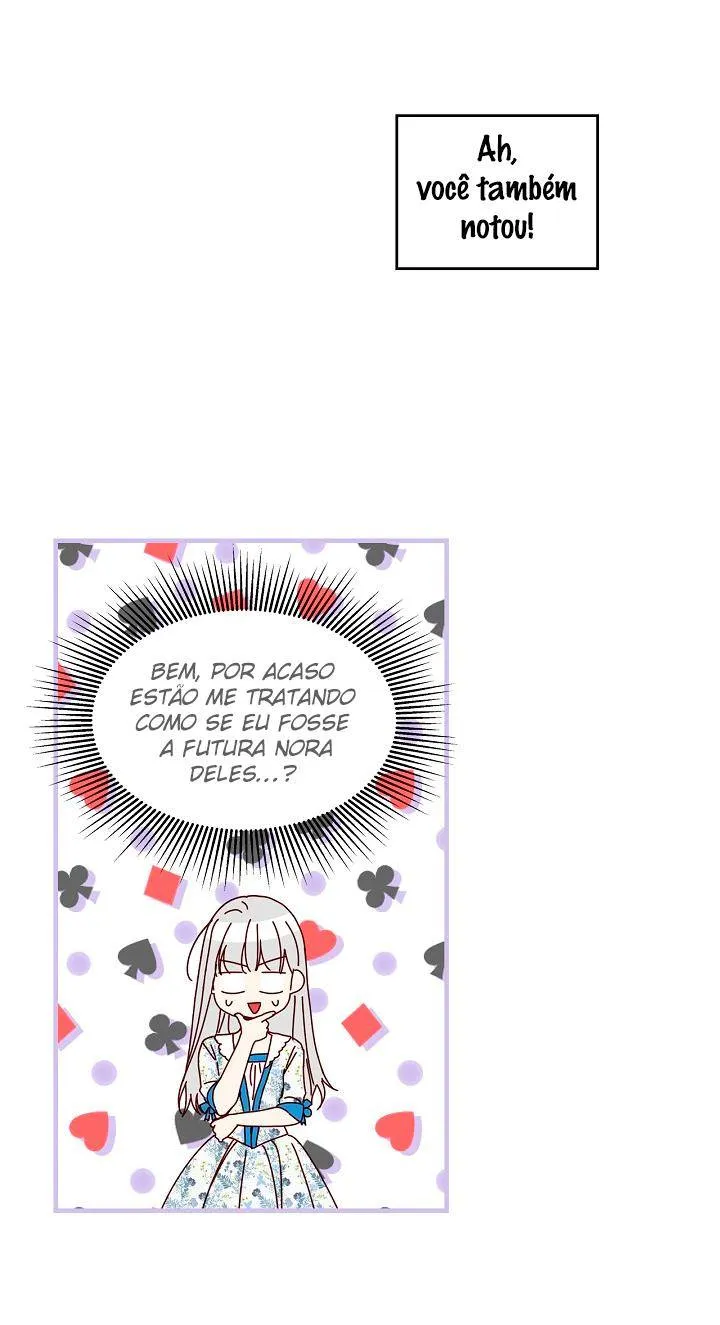 Ah,
você também
notou!
BEM, POR ACASO
ESTÃO ME TRATANDO
COMO SE EU FOSSE
A FUTURA NORA
DELES...?